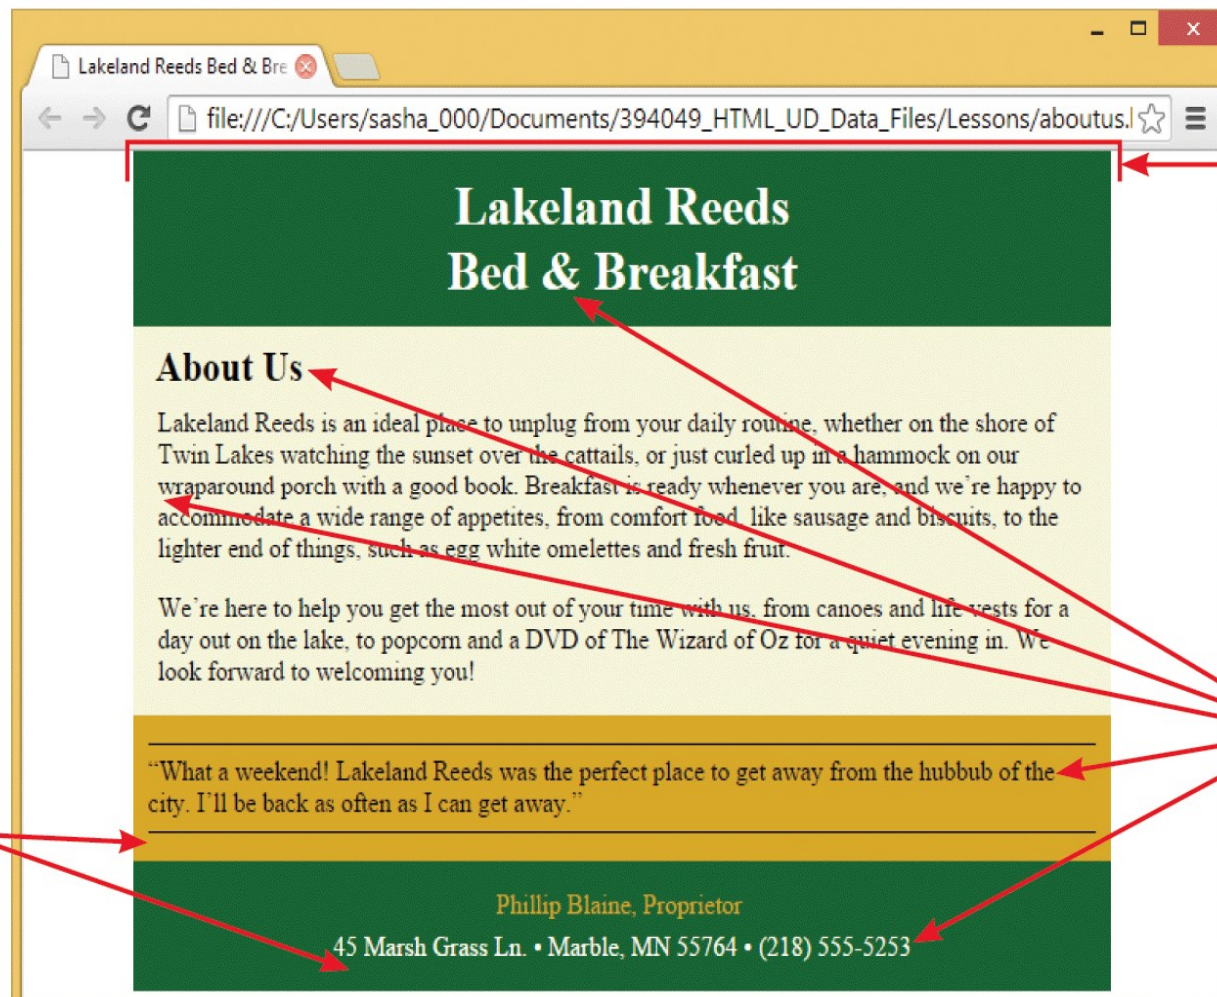 Lakeland Reeds Bed & Bre
file:///C:/Users/sasha_000/Documents/394049_HTML_UD_Data_Files/Lessons/aboutus.
Lakeland Reeds
Bed & Breakfast
About Us
Lakeland Reeds is an ideal place to unplug from your daily routine, whether on the shore of
Twin Lakes watching the sunset over the cattails, or just curled up in a hammock on our
wraparound porch with a good book. Breakfast is ready whenever you are, and we’re happy to
accommodate a wide range of appetites, from comfort food, like sausage and biscuits, to the
lighter end of things, such as egg white omelettes and fresh fruit.
We’re here to help you get the most out of your time with us, from canoes and life vests for a
day out on the lake, to popcorn and a DVD of The Wizard of Oz for a quiet evening in. We
look forward to welcoming you!
“What a weekend! Lakeland Reeds was the perfect place to get away from the hubbub of the
city. I’ll be back as often as I can get away.”
Phillip Blaine, Proprietor
45 Marsh Grass Ln. • Marble, MN 55764 • (218) 555-5253